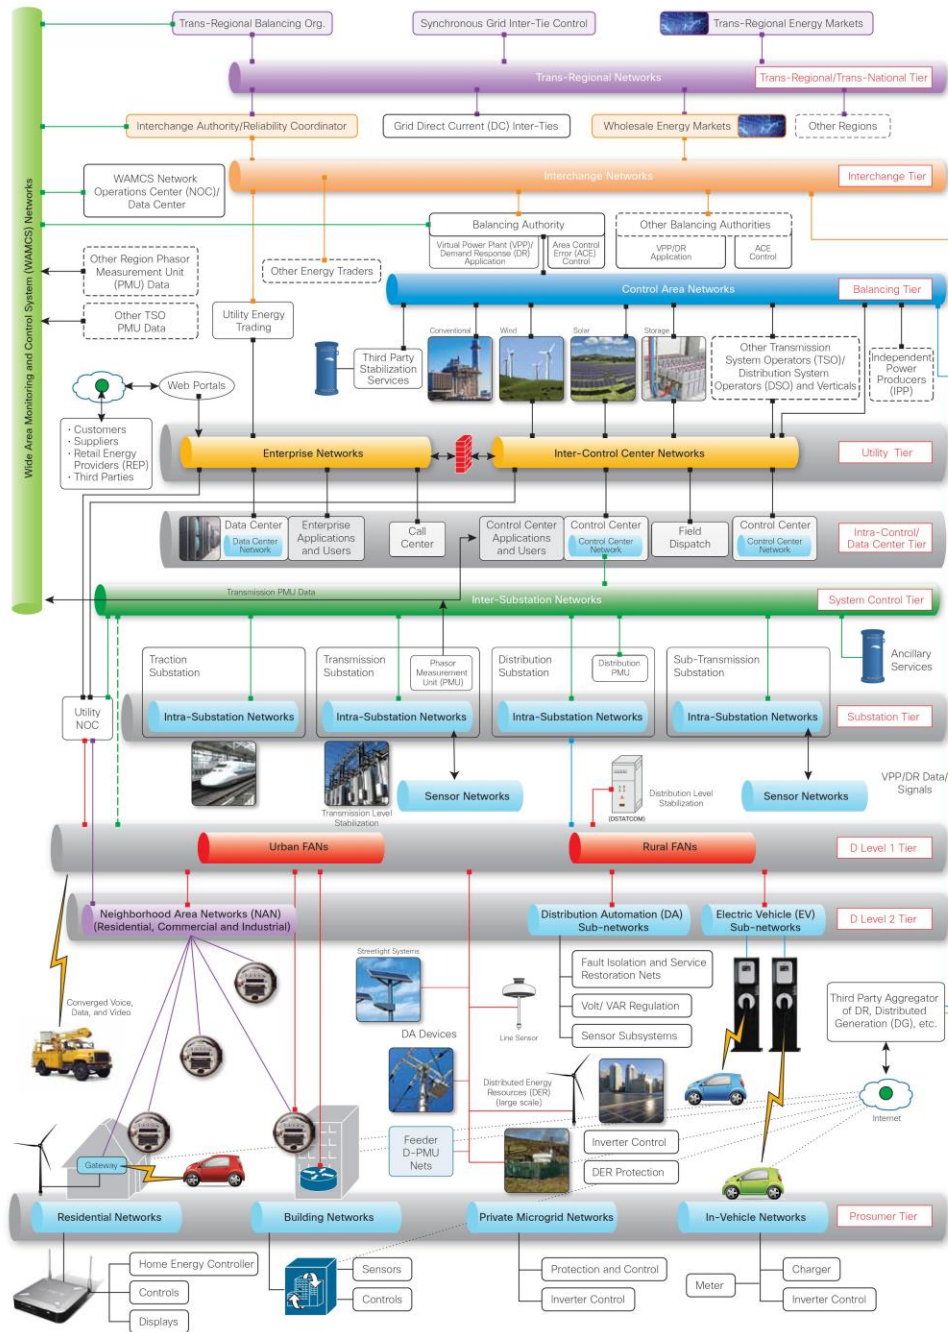 Trans-Regional Balancing Org.
Synchronous Grid Inter-Tie Control
Trans-Regional Energy Markets
Trans-Regional Networks
Trans-Regional/Trans-National Tier
Interchange Authority/Reliability Coordinator
Grid Direct Current (DC) Inter-Ties
Wholesale Energy Markets
Other Regions
Wide Area Monitoring and Control System (WAMCS) Networks
WAMCS Network
Operations Center (NOC)/
Data Center
Interchange Networks
Interchange Tier
Balancing Authority
Virtual Power Plant (VPP)/
Demand Response (DR)
Application
Area Control
Error (ACE)
Control
Other Balancing Authorities
VPP/DR
Application
ACE
Control
Other Region Phasor
Measurement Unit
(PMU) Data
Other Energy Traders
Other TSO
PMU Data
Utility Energy
Trading
Control Area Networks
Balancing Tier
Conventional
Wind
Solar
Storage
Third Party
Stabilization
Services
Other Transmission
System Operators (TSO)/
Distribution System
Operators (DSO) and Verticals
Independent
Power
Producers
(IPP)
Web Portals
· Customers
· Suppliers
· Retail Energy
Providers (REP)
· Third Parties
Enterprise Networks
Inter-Control Center Networks
Utility Tier
Data Center
Data Center
Network
Enterprise
Applications
and Users
Call
Center
Control Center
Applications
and Users
Control Center
Control Center
Network
Field
Dispatch
Control Center
Control Center
Network
Intra-Control/
Data Center Tier
Transmission PMU Data
Inter-Substation Networks
System Control Tier
Traction
Substation
Transmission
Substation
Phasor
Measurement
Unit (PMU)
Distribution
Substation
Distribution
PMU
Sub-Transmission
Substation
Ancillary
Services
Utility
NOC
Intra-Substation Networks
Intra-Substation Networks
Intra-Substation Networks
Intra-Substation Networks
Substation Tier
Transmission Level
Stabilization
Sensor Networks
(DSTATCOM)
Distribution Level
Stabilization
Sensor Networks
VPP/DR Data/
Signals
Urban FANs
Rural FANs
D Level 1 Tier
Neighborhood Area Networks (NAN)
(Residential, Commercial and Industrial)
Distribution Automation (DA)
Sub-networks
Electric Vehicle (EV)
Sub-networks
D Level 2 Tier
Streetlight Systems
Fault Isolation and Service
Restoration Nets
Volt/ VAR Regulation
Sensor Subsystems
Converged Voice,
Data, and Video
DA Devices
Line Sensor
Third Party Aggregator
of DR, Distributed
Generation (DG), etc.
Distributed Energy
Resources (DER)
(large scale)
Internet
Feeder
D-PMU
Nets
Inverter Control
DER Protection
Gateway
Residential Networks
Building Networks
Private Microgrid Networks
In-Vehicle Networks
Prosumer Tier
Home Energy Controller
Controls
Displays
Sensors
Controls
Protection and Control
Inverter Control
Meter
Charger
Inverter Control